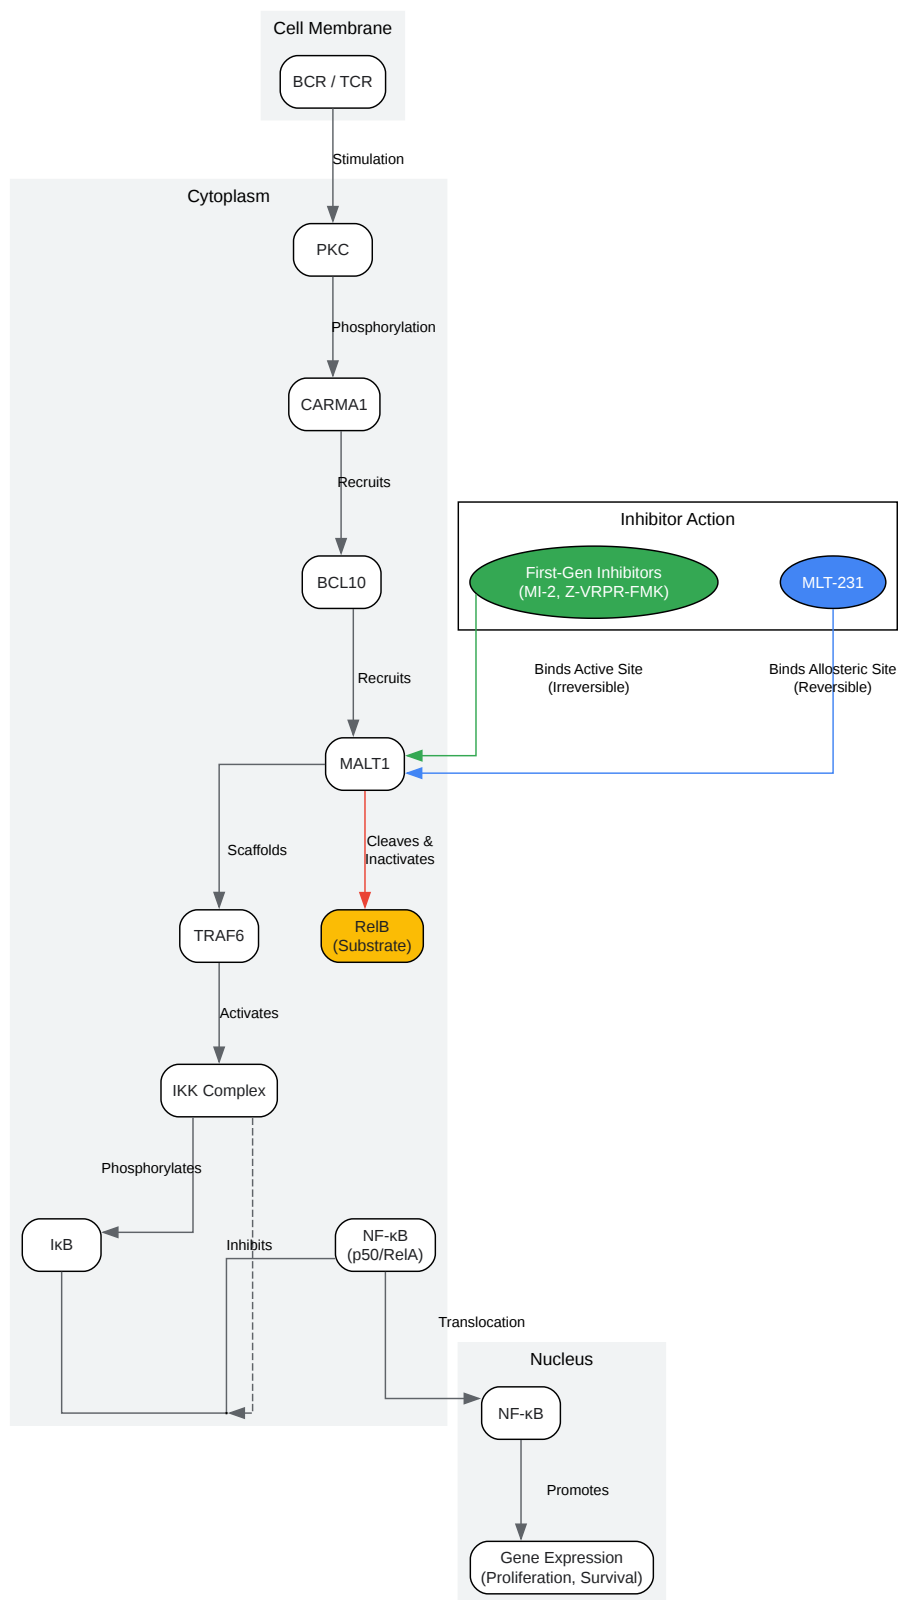 Cell Membrane
BCR / TCR
Stimulation
Cytoplasm
PKC
Phosphorylation
CARMA1
Recruits
BCL10
Inhibitor Action
First-Gen Inhibitors
(MI-2, Z-VRPR-FMK)
MLT-231
Recruits
Binds Active Site
(Irreversible)
Binds Allosteric Site
(Reversible)
MALT1
Scaffolds
Cleaves &
Inactivates
TRAF6
RelB
(Substrate)
Activates
IKK Complex
Phosphorylates
IκB
Inhibits
NF-κB
(p50/RelA)
Translocation
Nucleus
NF-κB
Promotes
Gene Expression
(Proliferation, Survival)